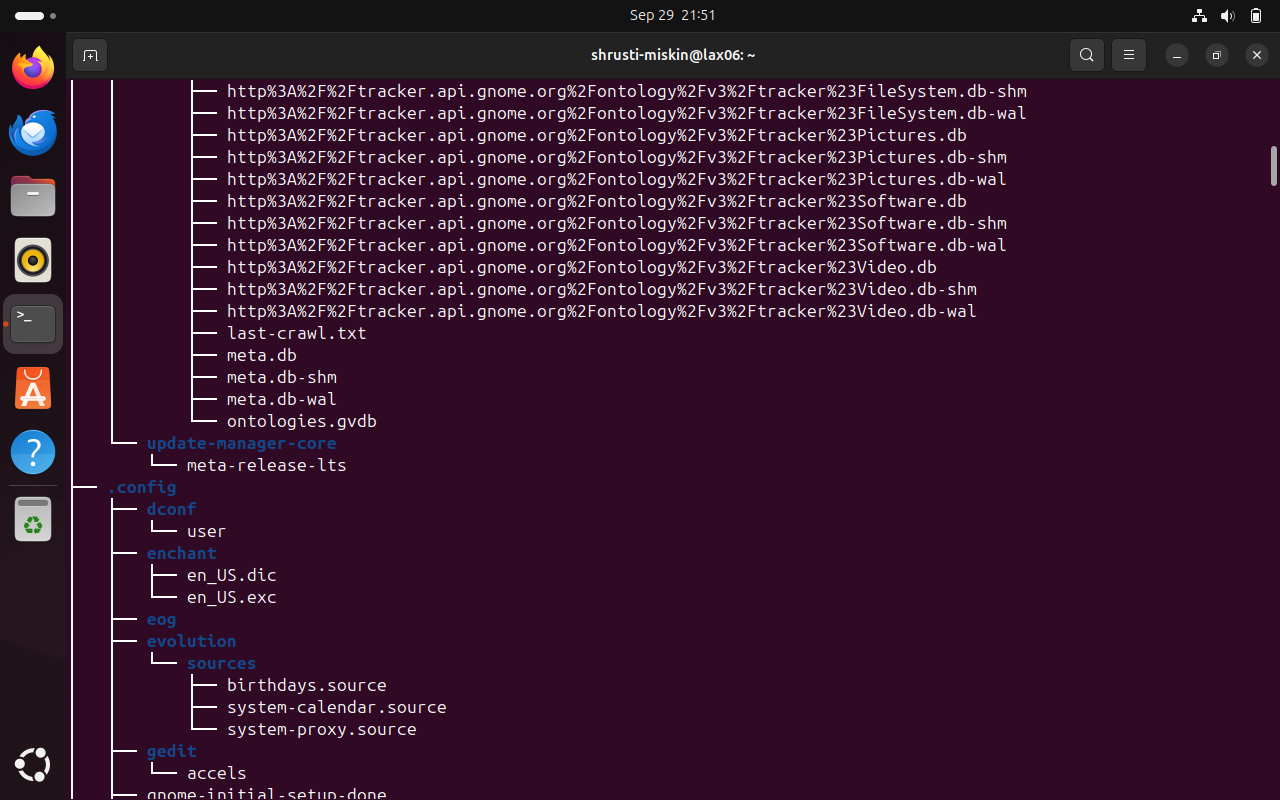 Sep 29 21:51
shrusti-miskin@lax06: ~
http%3A%2F%2Ftracker.api.gnome.org%2Fontology%2Fv3%2Ftracker%23FileSystem.db-shm
http%3A%2F%2Ftracker.api.gnome.org%2Fontology%2Fv3%2Ftracker%23FileSystem.db-wal
http%3A%2F%2Ftracker.api.gnome.org%2Fontology%2Fv3%2Ftracker%23Pictures.db
http%3A%2F%2Ftracker.api.gnome.org%2Fontology%2Fv3%2Ftracker%23Pictures.db-shm
http%3A%2F%2Ftracker.api.gnome.org%2Fontology%2Fv3%2Ftracker%23Pictures.db-wal
http%3A%2F%2Ftracker.api.gnome.org%2Fontology%2Fv3%2Ftracker%23Software.db
http%3A%2F%2Ftracker.api.gnome.org%2Fontology%2Fv3%2Ftracker%23Software.db-shm
http%3A%2F%2Ftracker.api.gnome.org%2Fontology%2Fv3%2Ftracker%23Software.db-wal
http%3A%2F%2Ftracker.api.gnome.org%2Fontology%2Fv3%2Ftracker%23Video.db
http%3A%2F%2Ftracker.api.gnome.org%2Fontology%2Fv3%2Ftracker%23Video.db-shm
http%3A%2F%2Ftracker.api.gnome.org%2Fontology%2Fv3%2Ftracker%23Video.db-wal
last-crawl.txt
meta.db
meta.db-shm
meta.db-wal
ontologies.gvdb
update-manager-core
meta-release-lts
.config
dconf
user
enchant
en_US.dic
en_US.exc
eog
evolution
sources
birthdays.source
system-calendar.source
system-proxy.source
gedit
accels
gnome-initial-setup-done